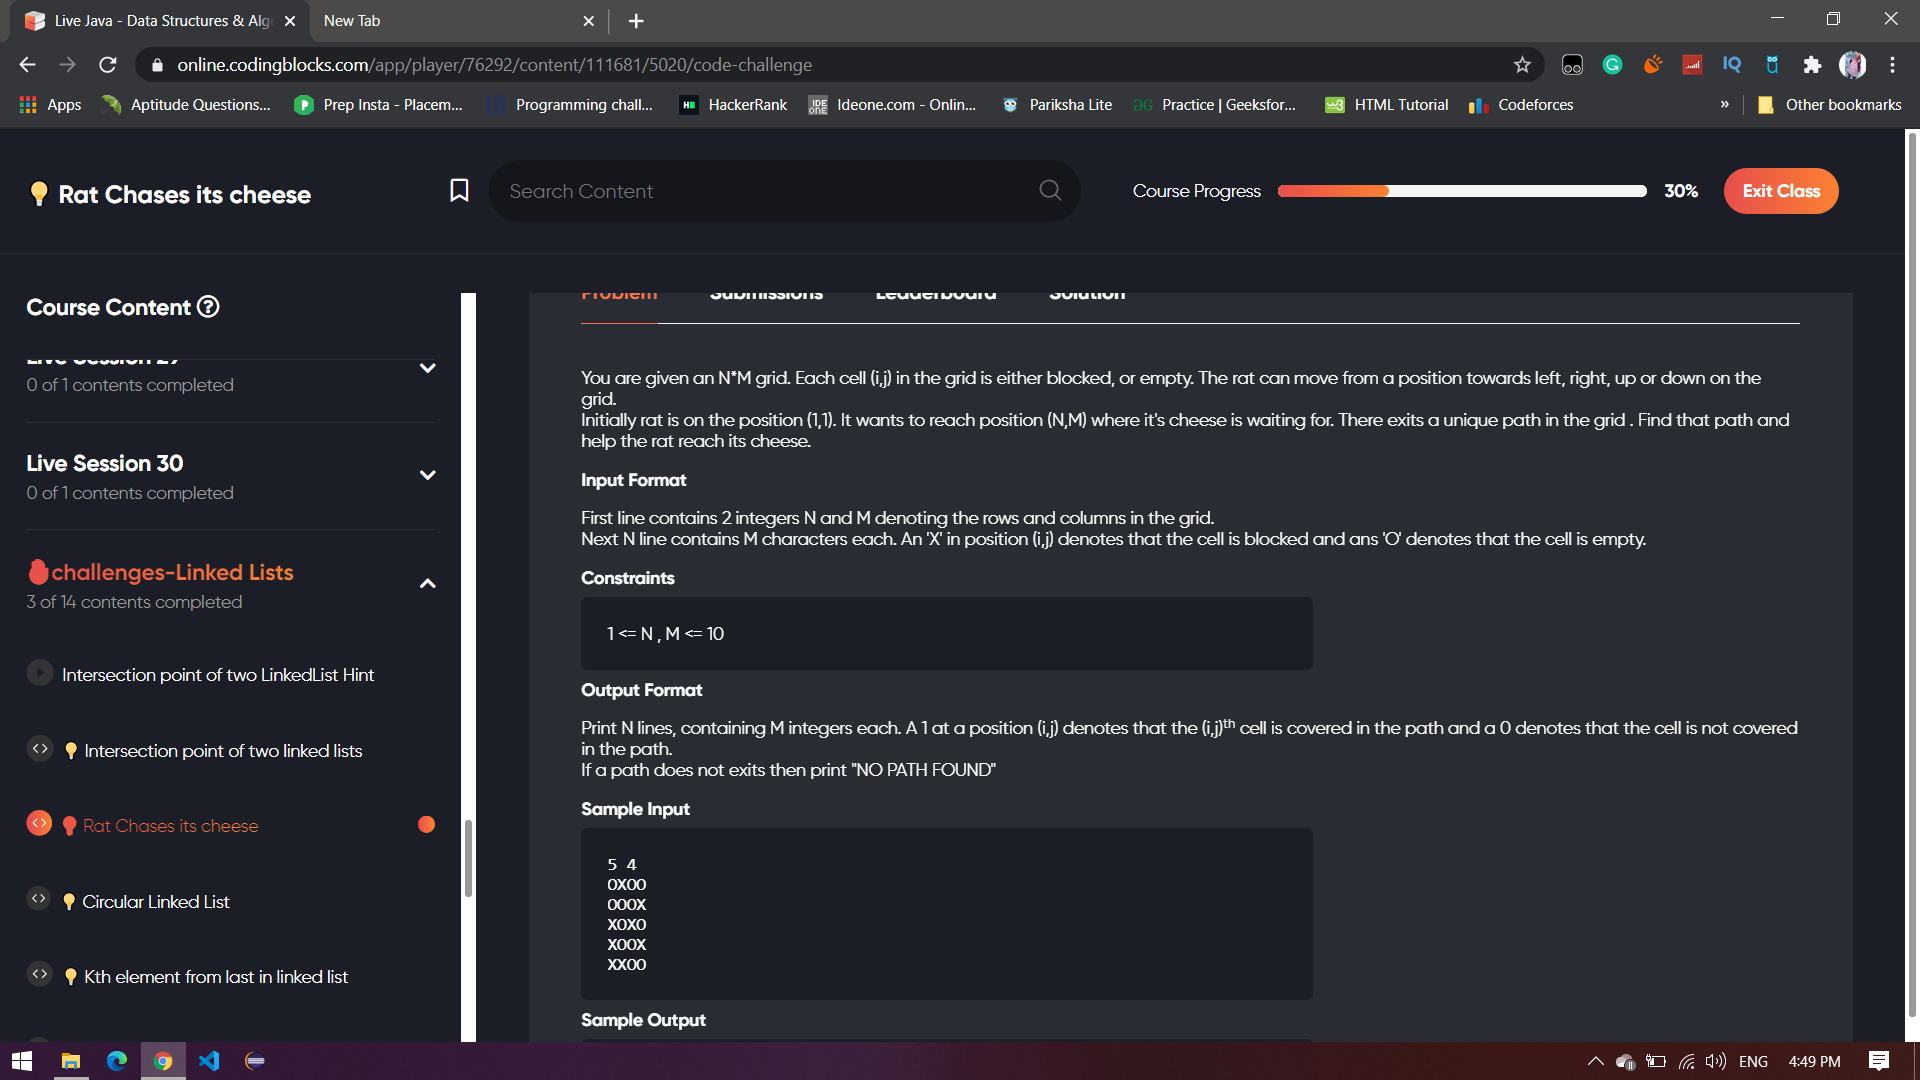 Live Java - Data Structures & Alg
New Tab
online.codingblocks.com/app/player/76292/content/111681/5020/code-challenge
Apps
Aptitude Questions...
Prep Insta - Placem...
Programming chall...
HackerRank
Ideone.com - Onlin...
Pariksha Lite
Practice | Geeksfor...
HTML Tutorial
Codeforces
»
Other bookmarks
Rat Chases its cheese
Search Content
Course Progress
30%
Exit Class
Course Content
Live Session 29
0 of 1 contents completed
Live Session 30
0 of 1 contents completed
challenges-Linked Lists
3 of 14 contents completed
Intersection point of two LinkedList Hint
Intersection point of two linked lists
Rat Chases its cheese
Circular Linked List
Kth element from last in linked list
Problem
Submissions
Leaderboard
Solution
You are given an N*M grid. Each cell (i,j) in the grid is either blocked, or empty. The rat can move from a position towards left, right, up or down on the
grid.
Initially rat is on the position (1,1). It wants to reach position (N,M) where it's cheese is waiting for. There exits a unique path in the grid . Find that path and
help the rat reach its cheese.
Input Format
First line contains 2 integers N and M denoting the rows and columns in the grid.
Next N line contains M characters each. An 'X' in position (i,j) denotes that the cell is blocked and ans 'O' denotes that the cell is empty.
Constraints
1 <= N , M <= 10
Output Format
Print N lines, containing M integers each. A 1 at a position (i,j) denotes that the (i,j)th cell is covered in the path and a 0 denotes that the cell is not covered
in the path.
If a path does not exits then print "NO PATH FOUND"
Sample Input
5 4
OXOO
OOOX
XOXO
XOOX
XXOO
Sample Output
ENG
4:49 PM